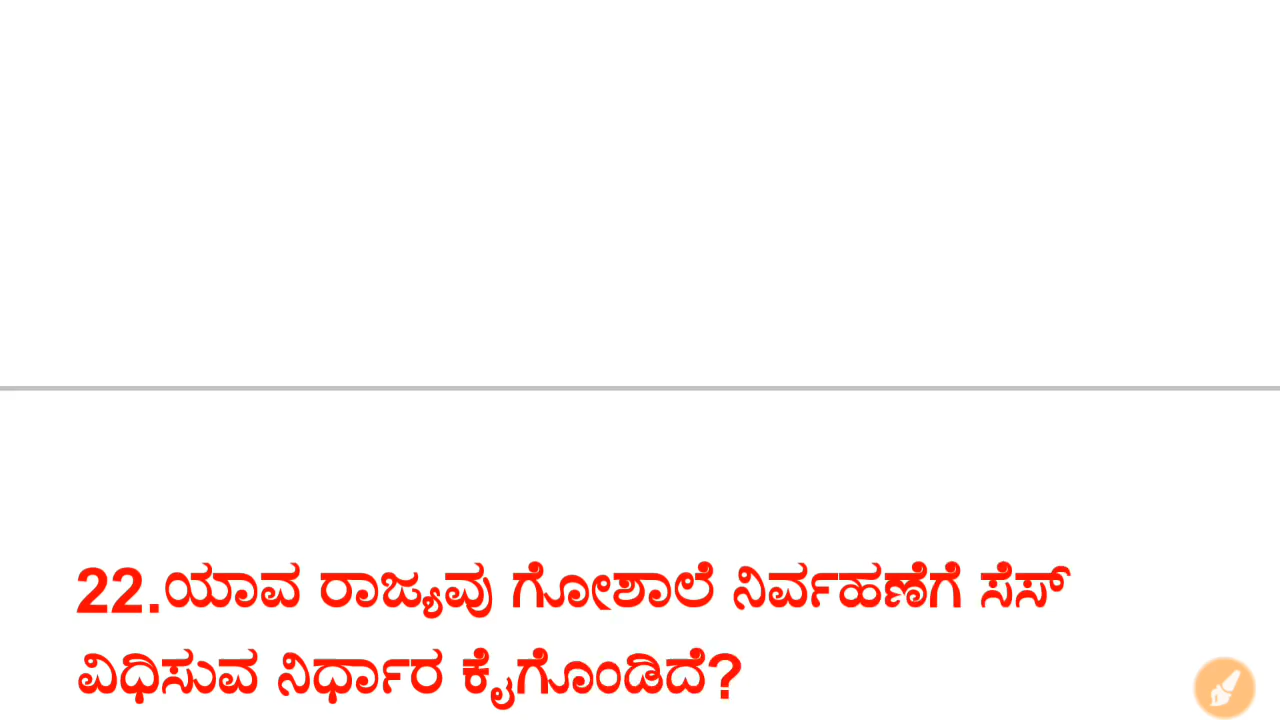 22.ಯಾವ ರಾಜ್ಯವು ಗೋಶಾಲೆ ನಿರ್ವಹಣೆಗೆ ಸೆಸ್
ವಿಧಿಸುವ ನಿರ್ಧಾರ ಕೈಗೊಂಡಿದೆ?